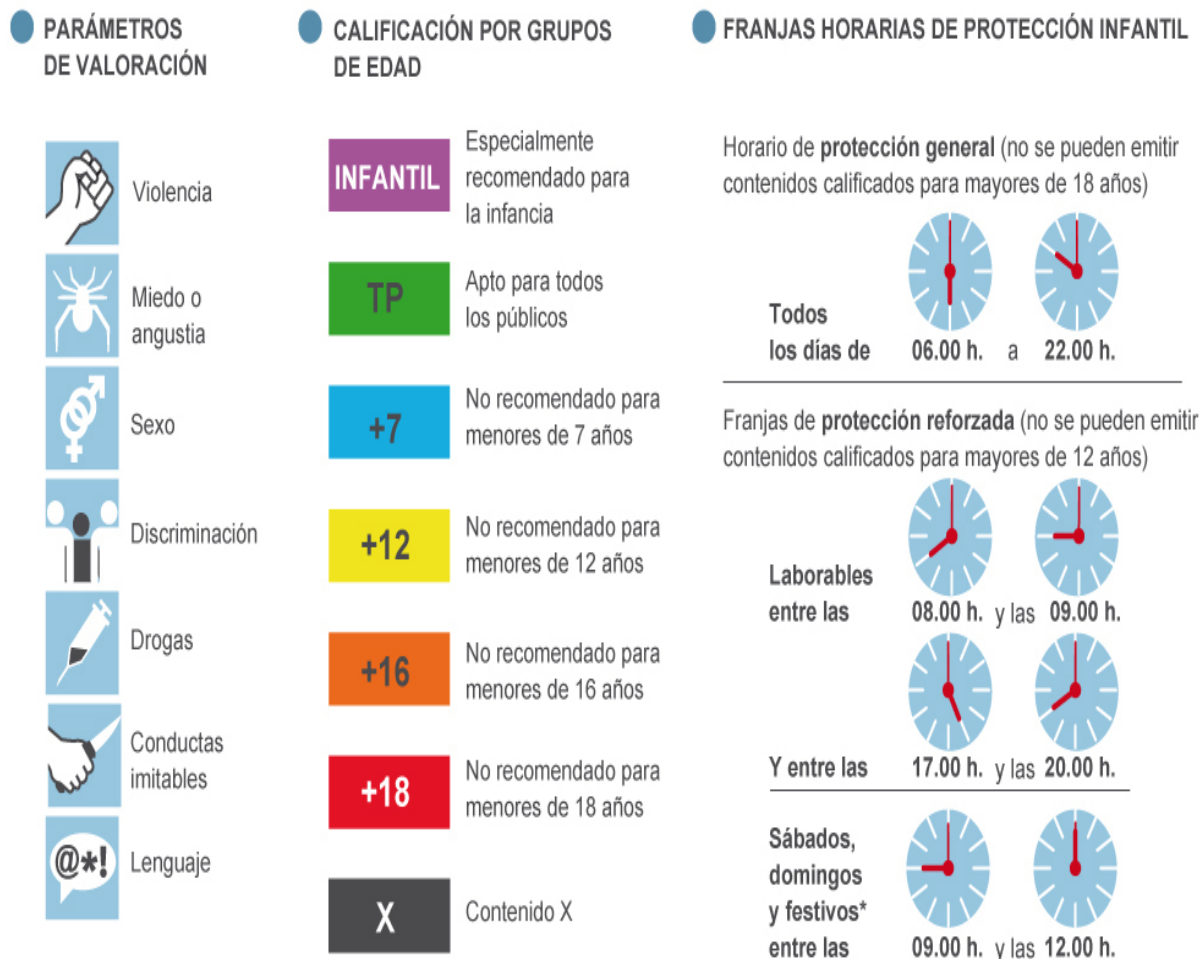 PARÁMETROS
DE VALORACIÓN
Violencia
Miedo o
angustia
Sexo
Discriminación
Drogas
Conductas
imitables
@*!
Lenguaje
CALIFICACIÓN POR GRUPOS
DE EDAD
INFANTIL
Especialmente
recomendado para
la infancia
TP
Apto para todos
los públicos
+7
No recomendado para
menores de 7 años
+12
No recomendado para
menores de 12 años
+16
No recomendado para
menores de 16 años
+18
No recomendado para
menores de 18 años
X
Contenido X
FRANJAS HORARIAS DE PROTECCIÓN INFANTIL
Horario de protección general (no se pueden emitir
contenidos calificados para mayores de 18 años)
Todos
los días de 06.00 h. a 22.00 h.
Franjas de protección reforzada (no se pueden emitir
contenidos calificados para mayores de 12 años)
Laborables
entre las 08.00 h. y las 09.00 h.
Y entre las 17.00 h. y las 20.00 h.
Sábados,
domingos
y festivos*
entre las 09.00 h. y las 12.00 h.